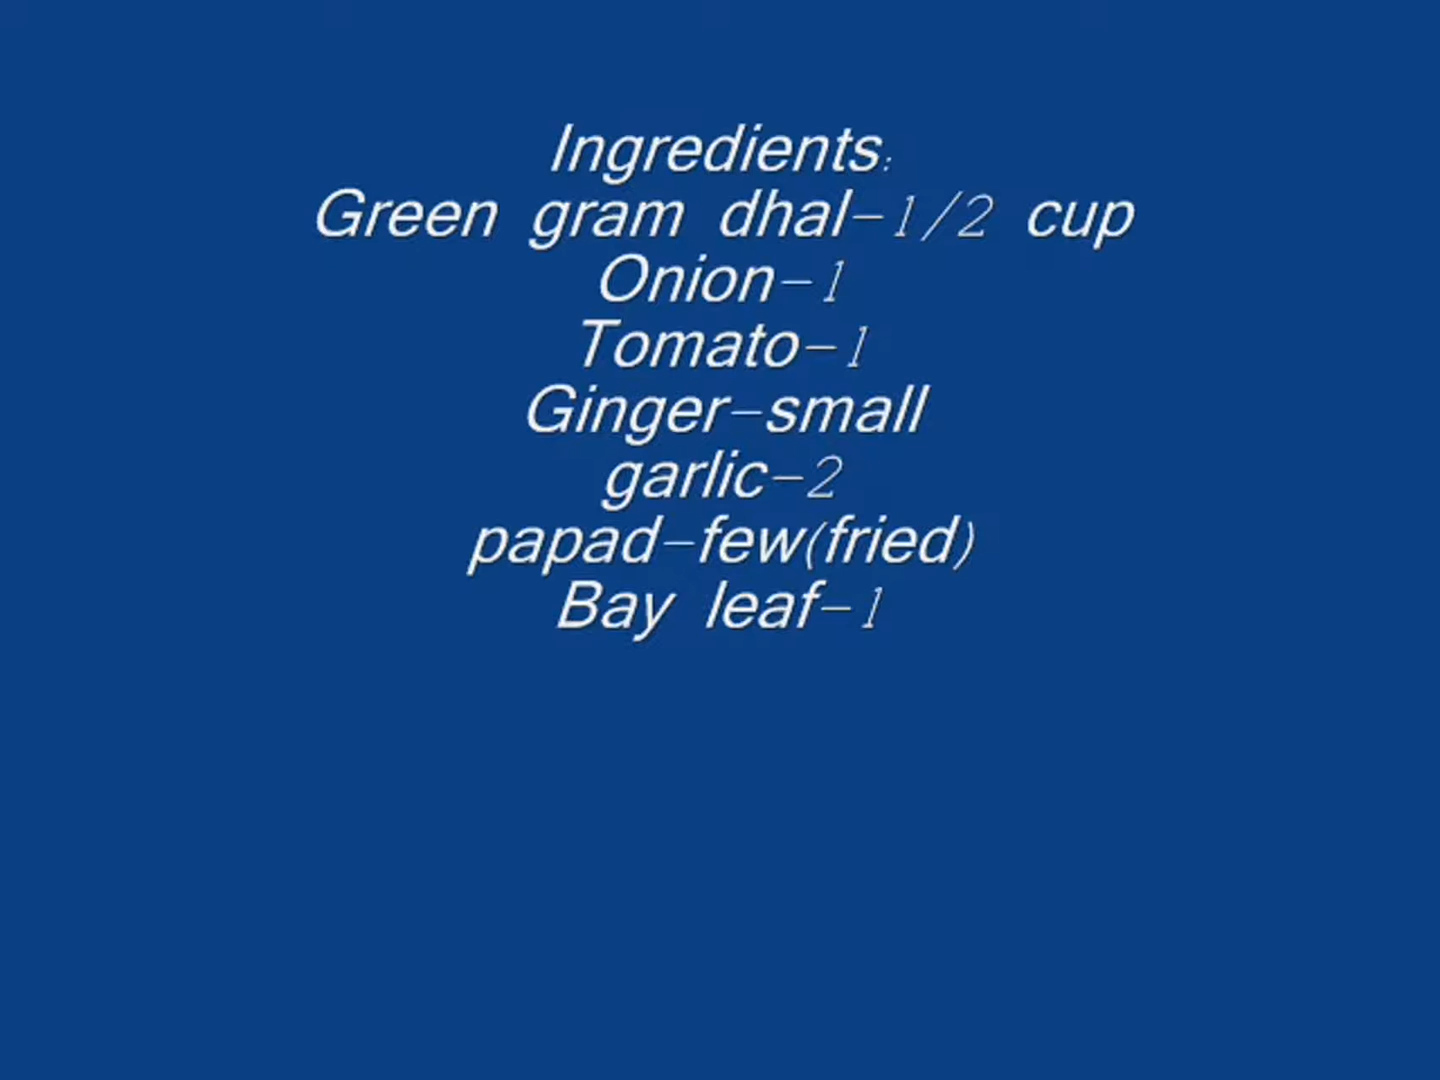 Ingredients:
Green gram dhal-1/2 cup
Onion-1
Tomato-1
Ginger-small
garlic-2
papad-few(fried)
Bay leaf-1